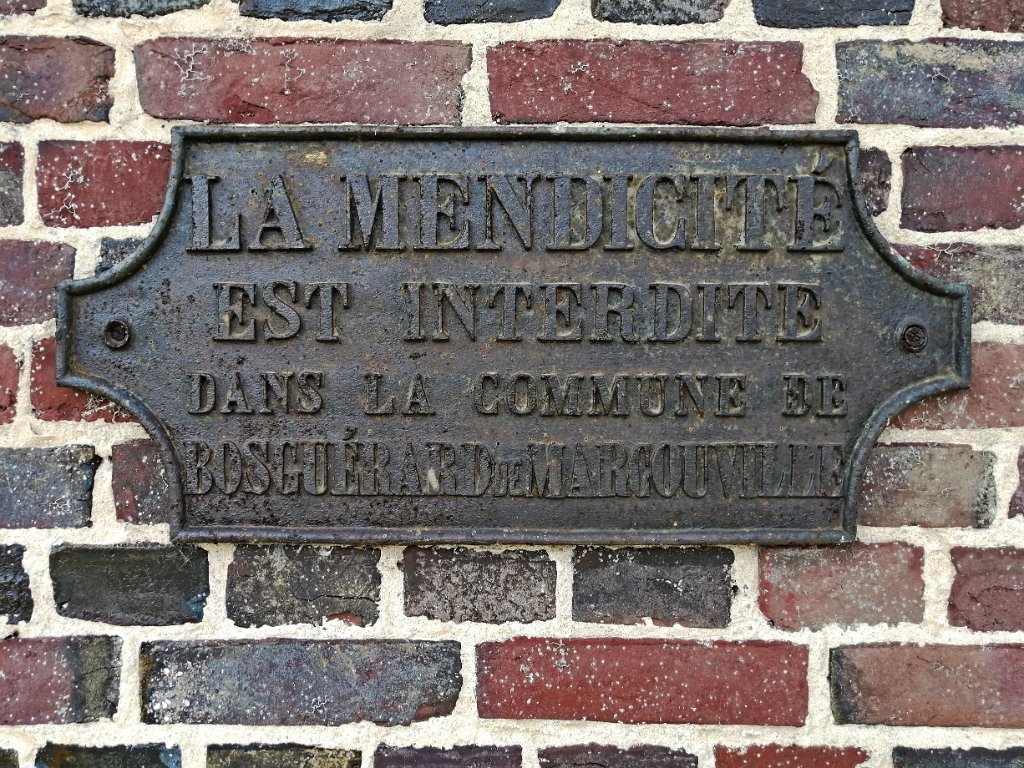 LA MENDICITÉ
EST INTERDITE
DANS LA COMMUNE DE
BOSGUÉRARD DE MARCOUVILLE